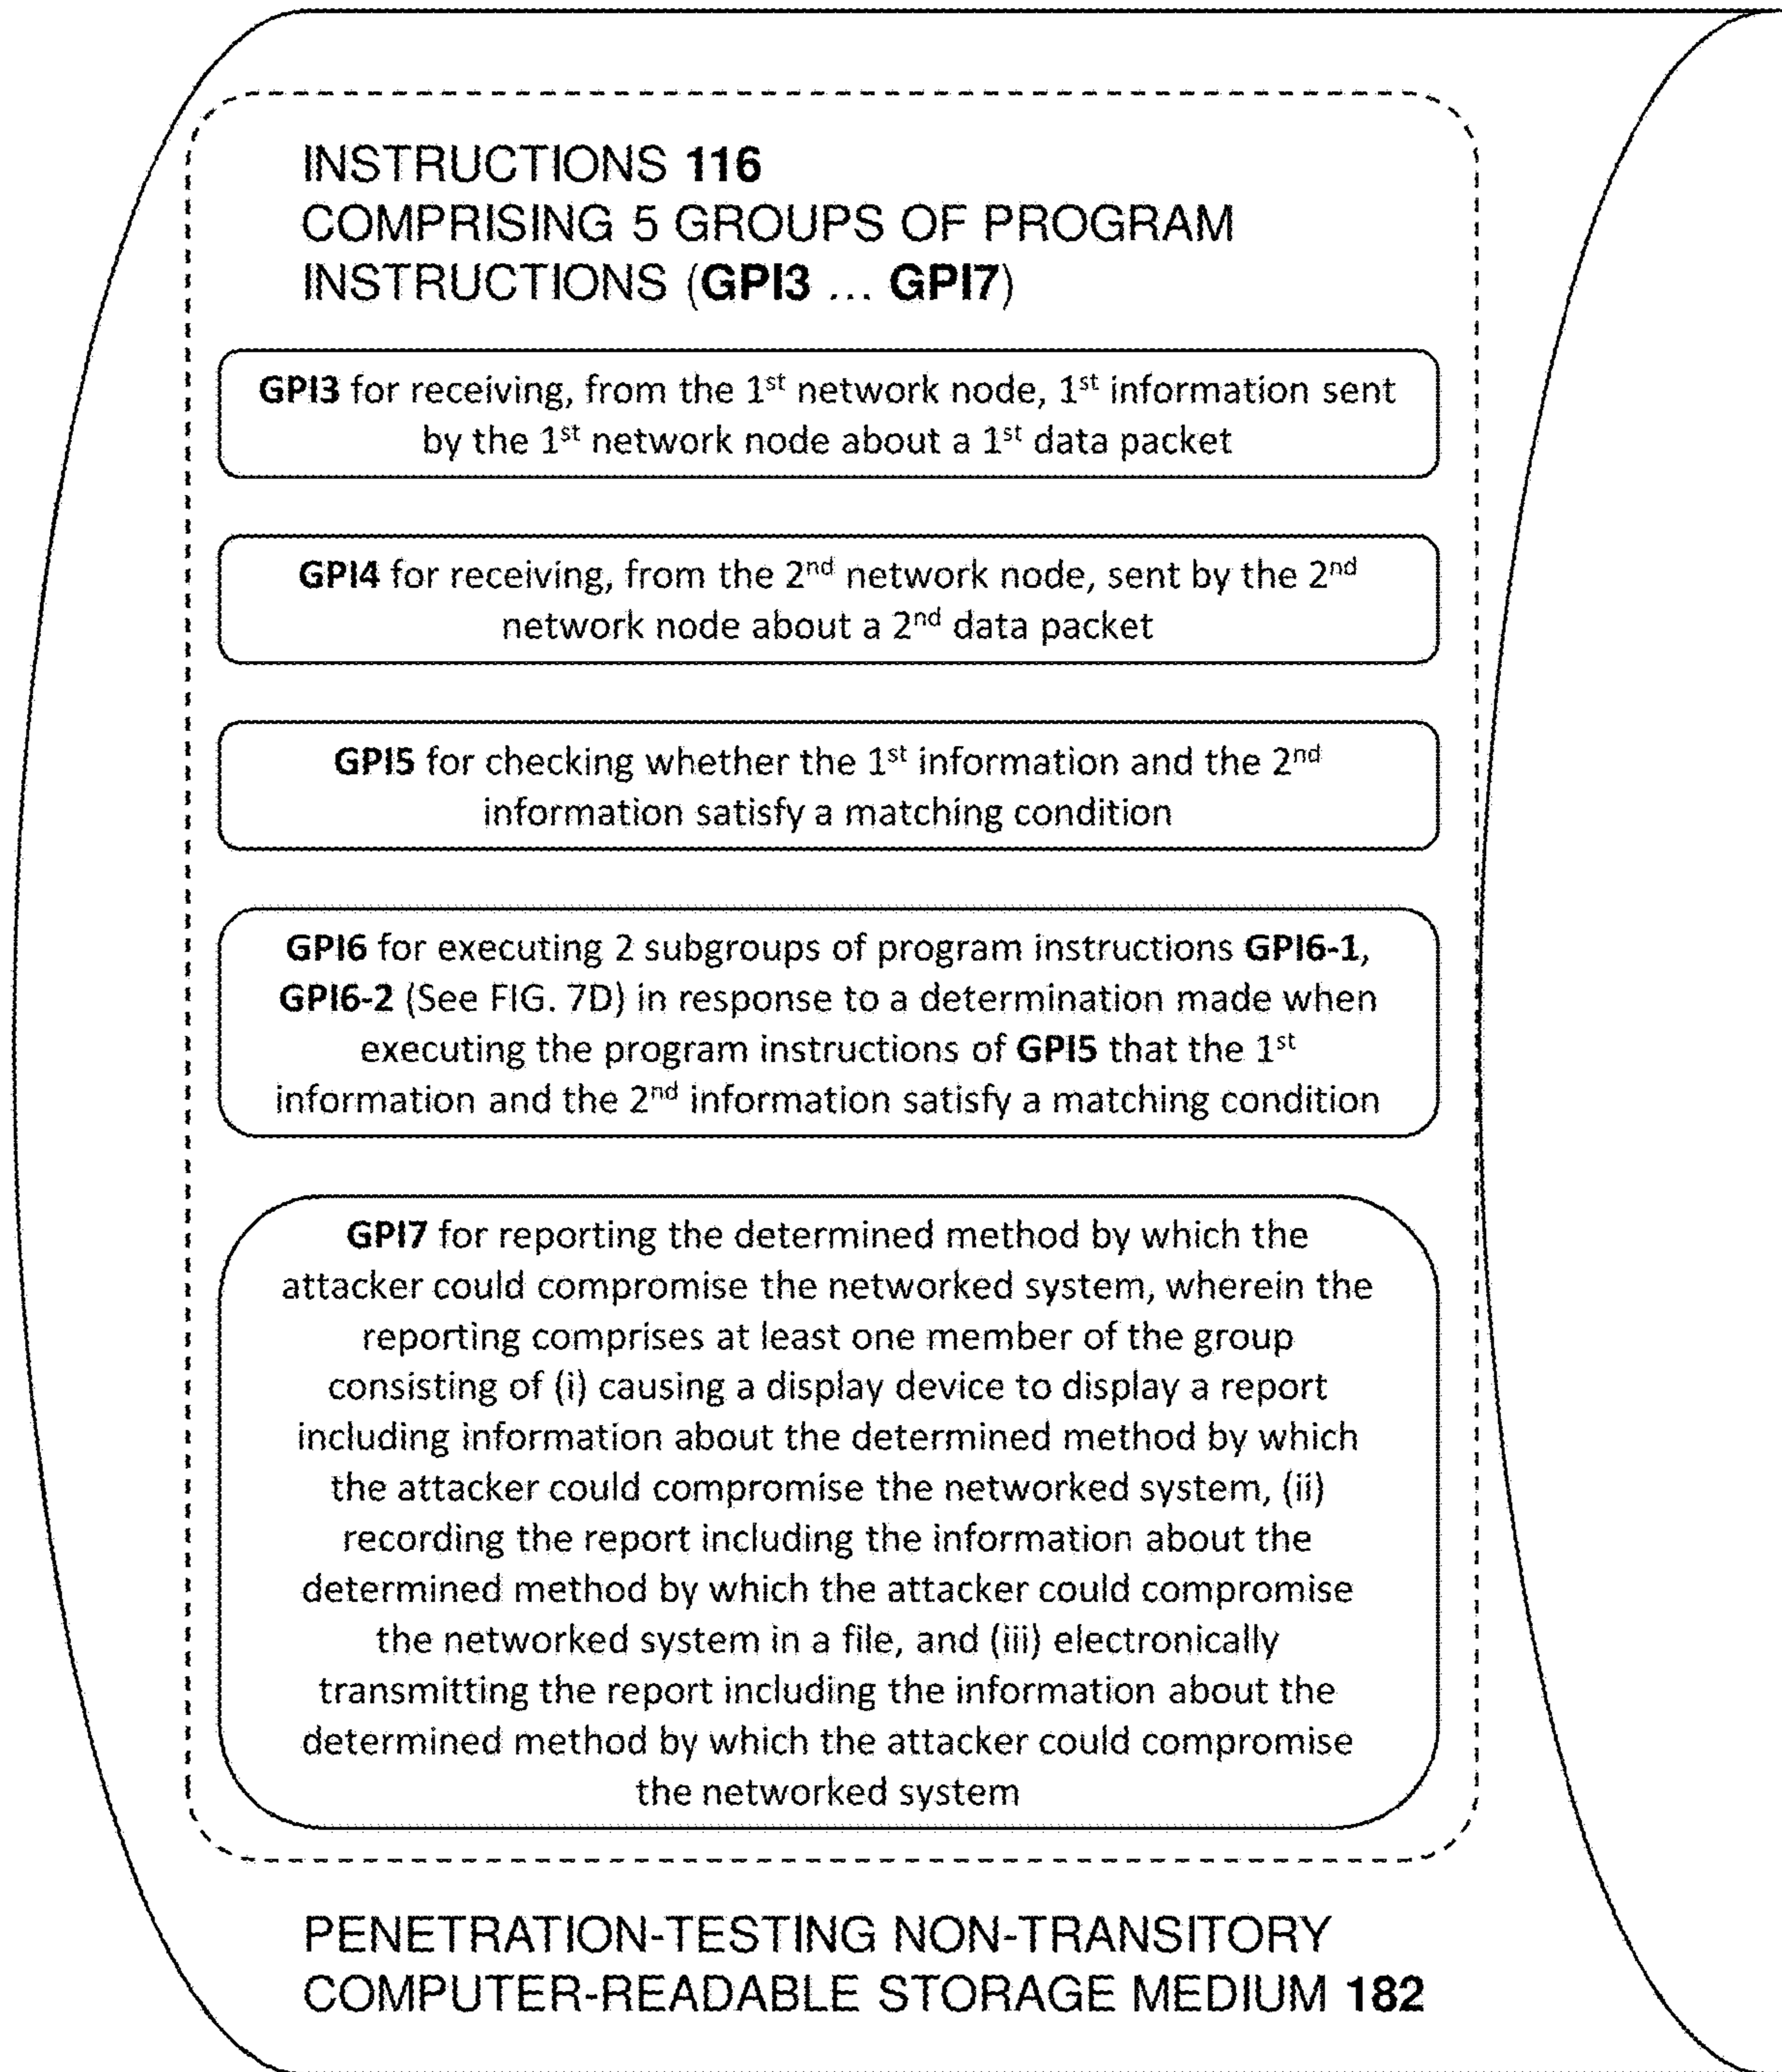 INSTRUCTIONS 116
COMPRISING 5 GROUPS OF PROGRAM
INSTRUCTIONS (GPI3 ... GPI7)
GPI3 for receiving, from the 1st network node, 1st information sent
by the 1st network node about a 1st data packet
GPI4 for receiving, from the 2nd network node, sent by the 2nd
network node about a 2nd data packet
GPI5 for checking whether the 1st information and the 2nd
information satisfy a matching condition
GPI6 for executing 2 subgroups of program instructions GPI6-1,
GPI6-2 (See FIG. 7D) in response to a determination made when
executing the program instructions of GPI5 that the 1st
information and the 2nd information satisfy a matching condition
GPI7 for reporting the determined method by which the
attacker could compromise the networked system, wherein the
reporting comprises at least one member of the group
consisting of (i) causing a display device to display a report
including information about the determined method by which
the attacker could compromise the networked system, (ii)
recording the report including the information about the
determined method by which the attacker could compromise
the networked system in a file, and (iii) electronically
transmitting the report including the information about the
determined method by which the attacker could compromise
the networked system
PENETRATION-TESTING NON-TRANSITORY
COMPUTER-READABLE STORAGE MEDIUM 182